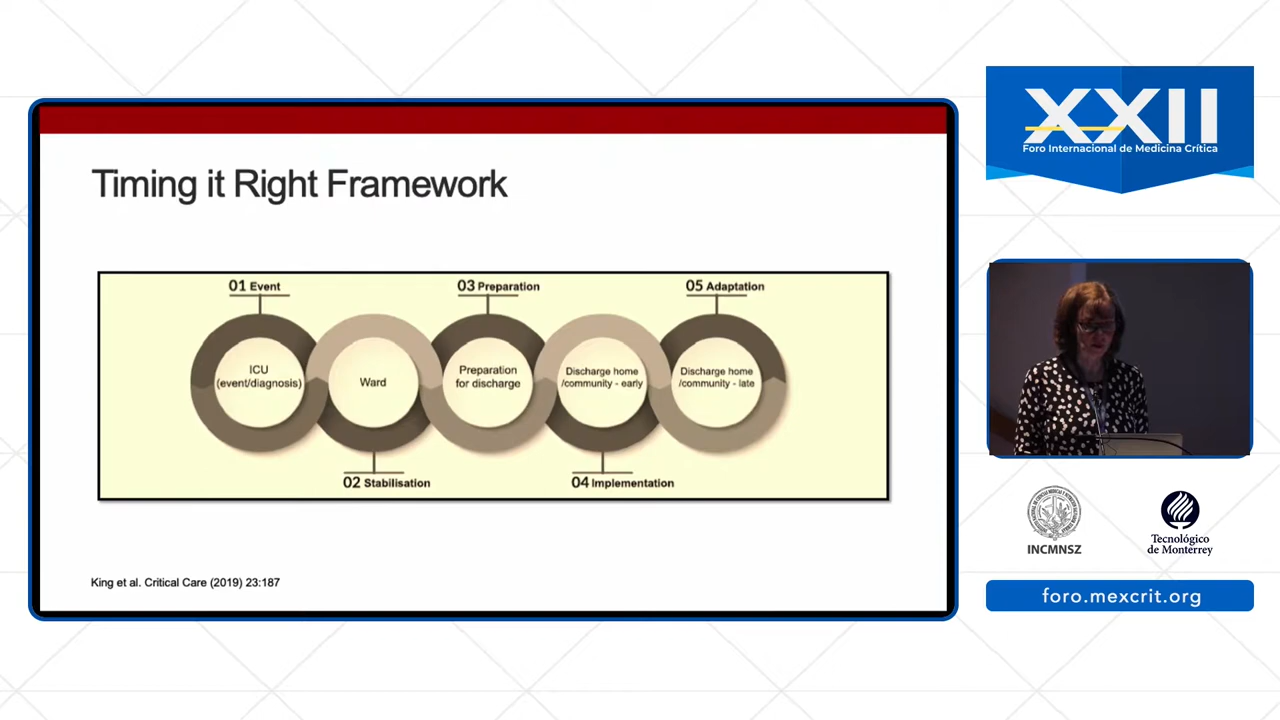 Timing it Right Framework
01 Event
03 Preparation
05 Adaptation
ICU
(event/diagnosis)
Ward
Preparation
for discharge
Discharge home
/community - early
Discharge home
/community - late
02 Stabilisation
04 Implementation
King et al. Critical Care (2019) 23:187
XXII
Foro Internacional de Medicina Crítica
INCMNSZ
Tecnológico
de Monterrey
foro.mexcrit.org